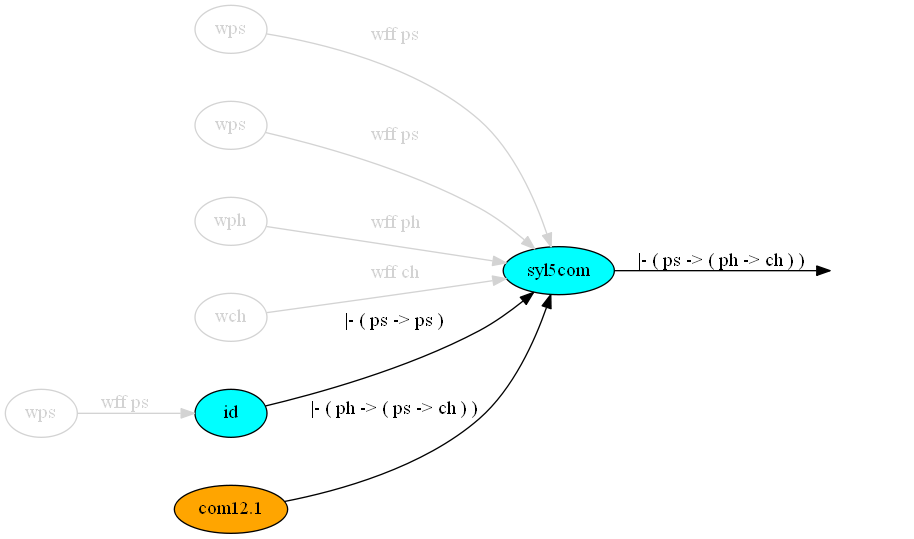 wps
wff ps
wps
wff ps
wph
wff ph
syl5com
|- ( ps -> ( ph -> ch ) )
wff ch
wch
|- ( ps -> ps )
wps
wff ps
id
|- ( ph -> ( ps -> ch ) )
com12.1